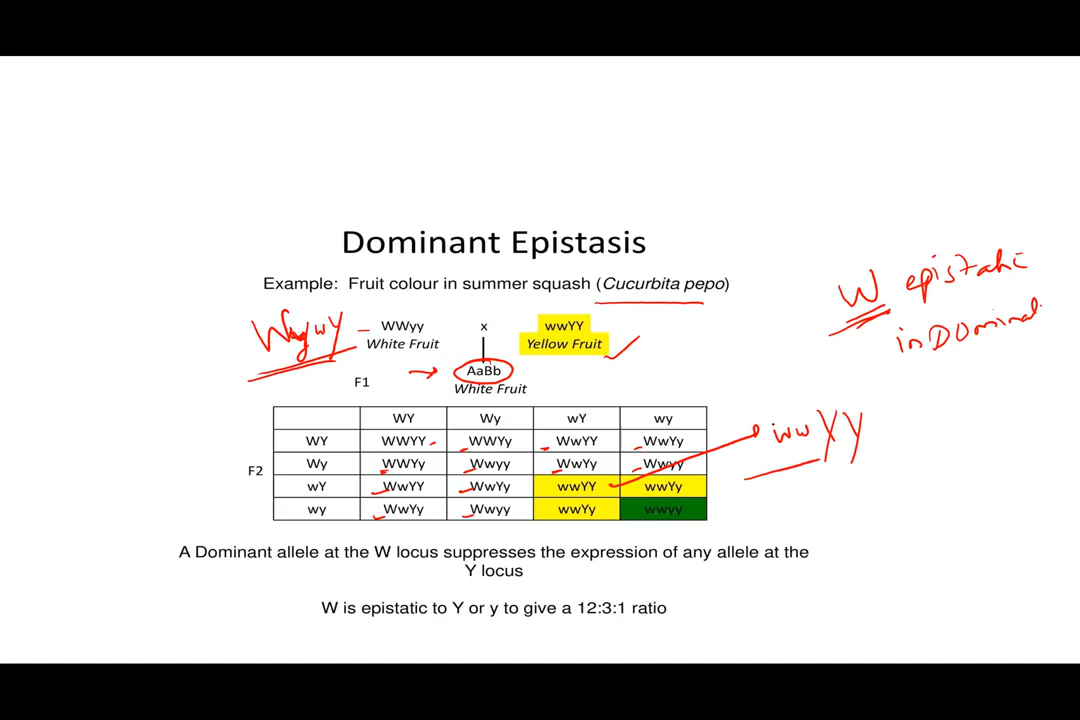 Dominant Epistasis
Example: Fruit colour in summer squash (Cucurbita pepo)
W epistatic
in Dominal
WWyy x wwYY
White Fruit Yellow Fruit
F1 AaBb
White Fruit
WY Wy wY wy
WY WWYY WWYy WwYY WwYy
F2 Wy WWYy Wwyy WwYy Wwyy
wY WwYY WwYy wwYY wwYy
wy WwYy Wwyy wwYy wwyy
wwYy
A Dominant allele at the W locus suppresses the expression of any allele at the
Y locus
W is epistatic to Y or y to give a 12:3:1 ratio